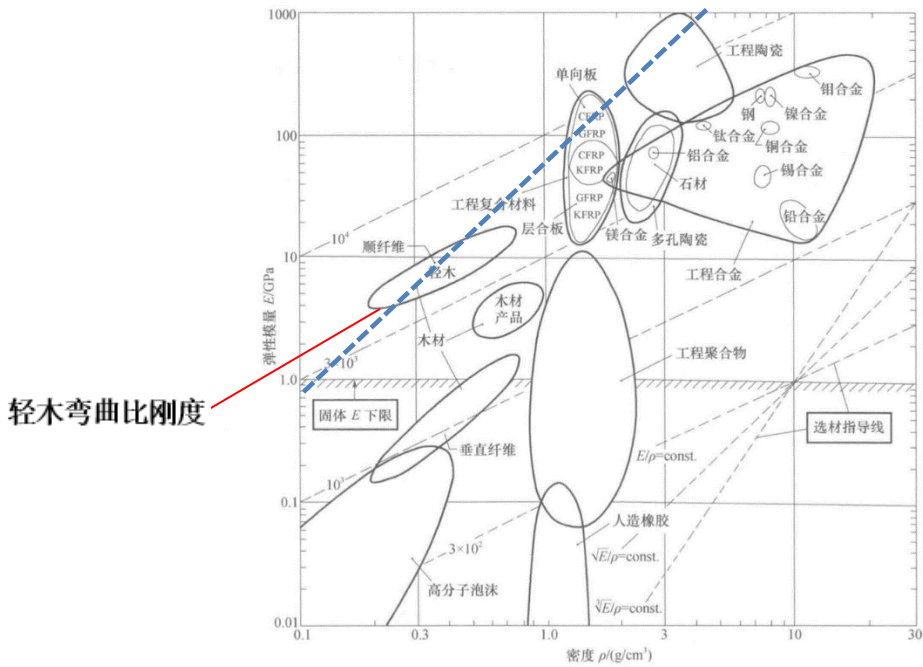 1000
工程陶瓷
单向板
钼合金
CFRP
GFRP
钢
镍合金
100
钛合金
铜合金
CFRP
KFRP
铝合金
锡合金
石材
工程复合材料
GFRP
KFRP
层合板
铅合金
镁合金
多孔陶瓷
10⁴
顺纤维
轻木
工程合金
10
弹性模量 E/GPa
木材
产品
木材
工程聚合物
3×10³
1.0
轻木弯曲比刚度
固体 E 下限
选材指导线
垂直纤维
E/ρ=const.
10³
0.1
人造橡胶
3×10²
√E/ρ=const.
高分子泡沫
∛E/ρ=const.
0.01
0.1
0.3
1.0
3
10
30
密度 ρ/(g/cm³)